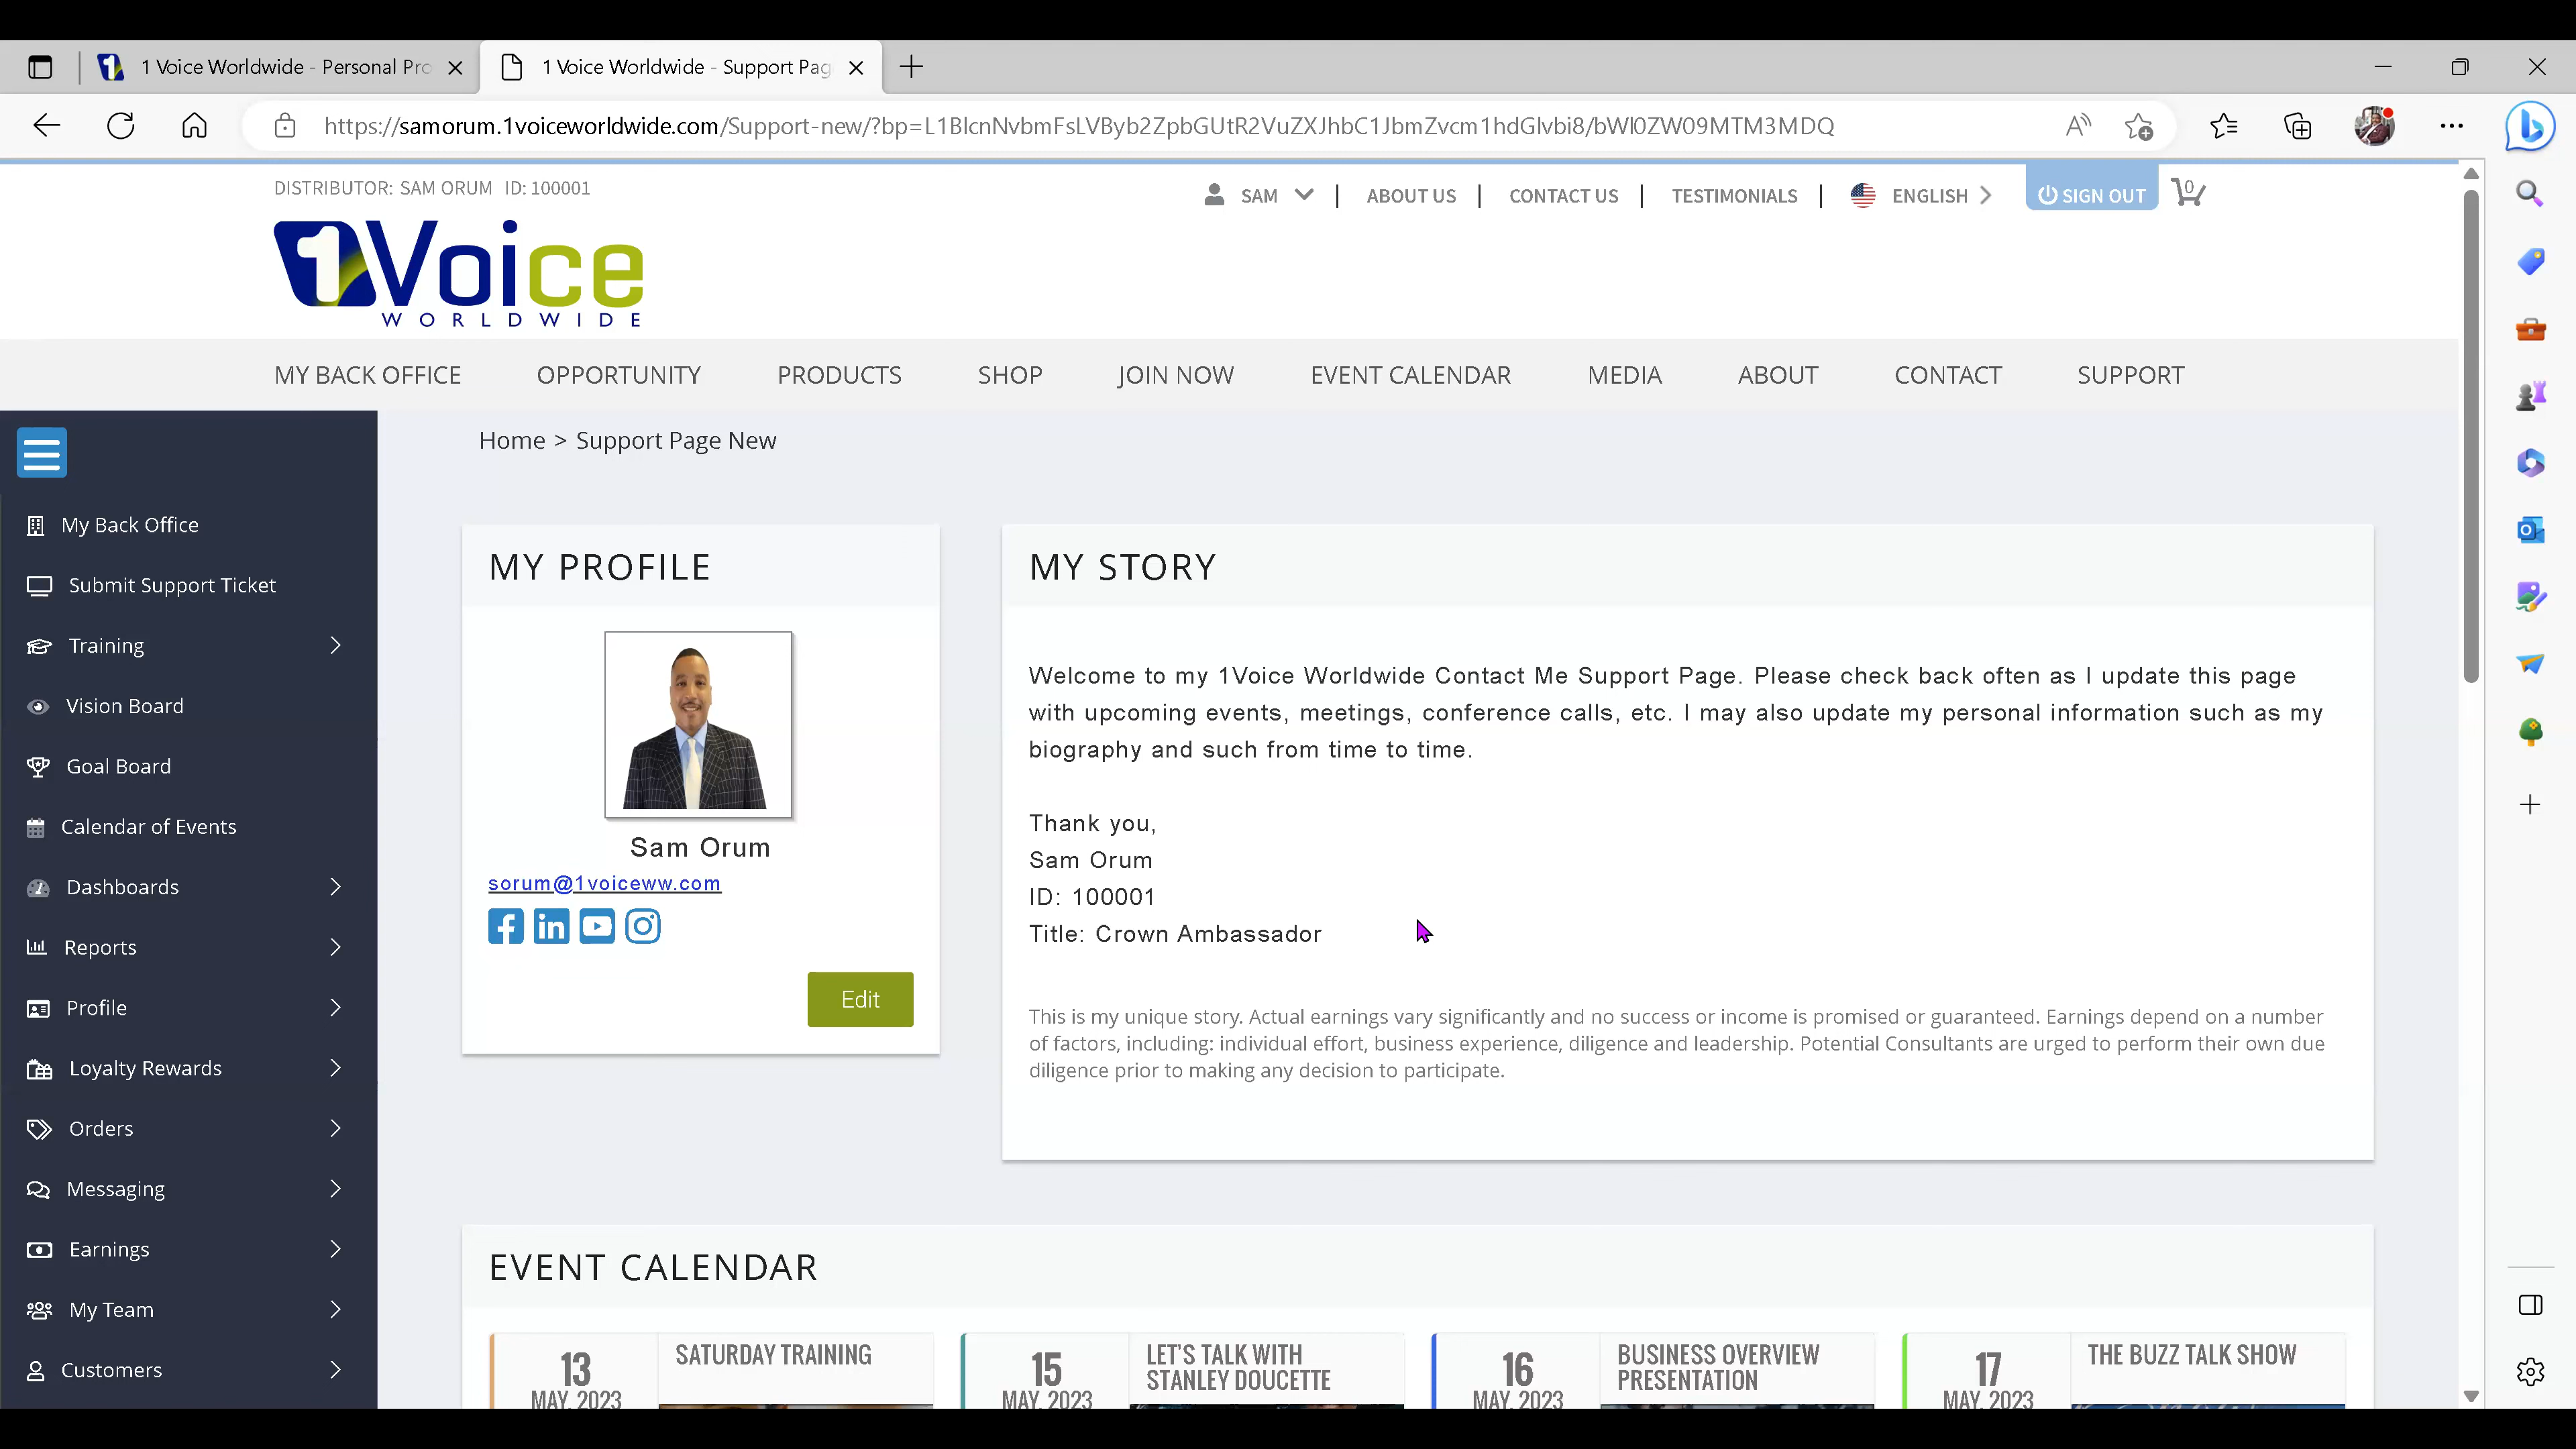 1 Voice Worldwide - Personal Pro
1 Voice Worldwide - Support Pag
https://samorum.1voiceworldwide.com/Support-new/?bp=L1BlcnNvbmFsLVByb2ZpbGUtR2VuZXJhbC1JbmZvcm1hdGlvbi8/bWl0ZW09MTM3MDQ
DISTRIBUTOR: SAM ORUM ID: 100001
SAM
ABOUT US
CONTACT US
TESTIMONIALS
ENGLISH
SIGN OUT
0
1Voice
WORLDWIDE
MY BACK OFFICE
OPPORTUNITY
PRODUCTS
SHOP
JOIN NOW
EVENT CALENDAR
MEDIA
ABOUT
CONTACT
SUPPORT
Home > Support Page New
My Back Office
Submit Support Ticket
Training
Vision Board
Goal Board
Calendar of Events
Dashboards
Reports
Profile
Loyalty Rewards
Orders
Messaging
Earnings
My Team
Customers
MY PROFILE
Sam Orum
sorum@1voiceww.com
Edit
MY STORY
Welcome to my 1Voice Worldwide Contact Me Support Page. Please check back often as I update this page
with upcoming events, meetings, conference calls, etc. I may also update my personal information such as my
biography and such from time to time.
Thank you,
Sam Orum
ID: 100001
Title: Crown Ambassador
This is my unique story. Actual earnings vary significantly and no success or income is promised or guaranteed. Earnings depend on a number
of factors, including: individual effort, business experience, diligence and leadership. Potential Consultants are urged to perform their own due
diligence prior to making any decision to participate.
EVENT CALENDAR
13
MAY, 2023
SATURDAY TRAINING
15
MAY, 2023
LET'S TALK WITH
STANLEY DOUCETTE
16
MAY, 2023
BUSINESS OVERVIEW
PRESENTATION
17
MAY, 2023
THE BUZZ TALK SHOW